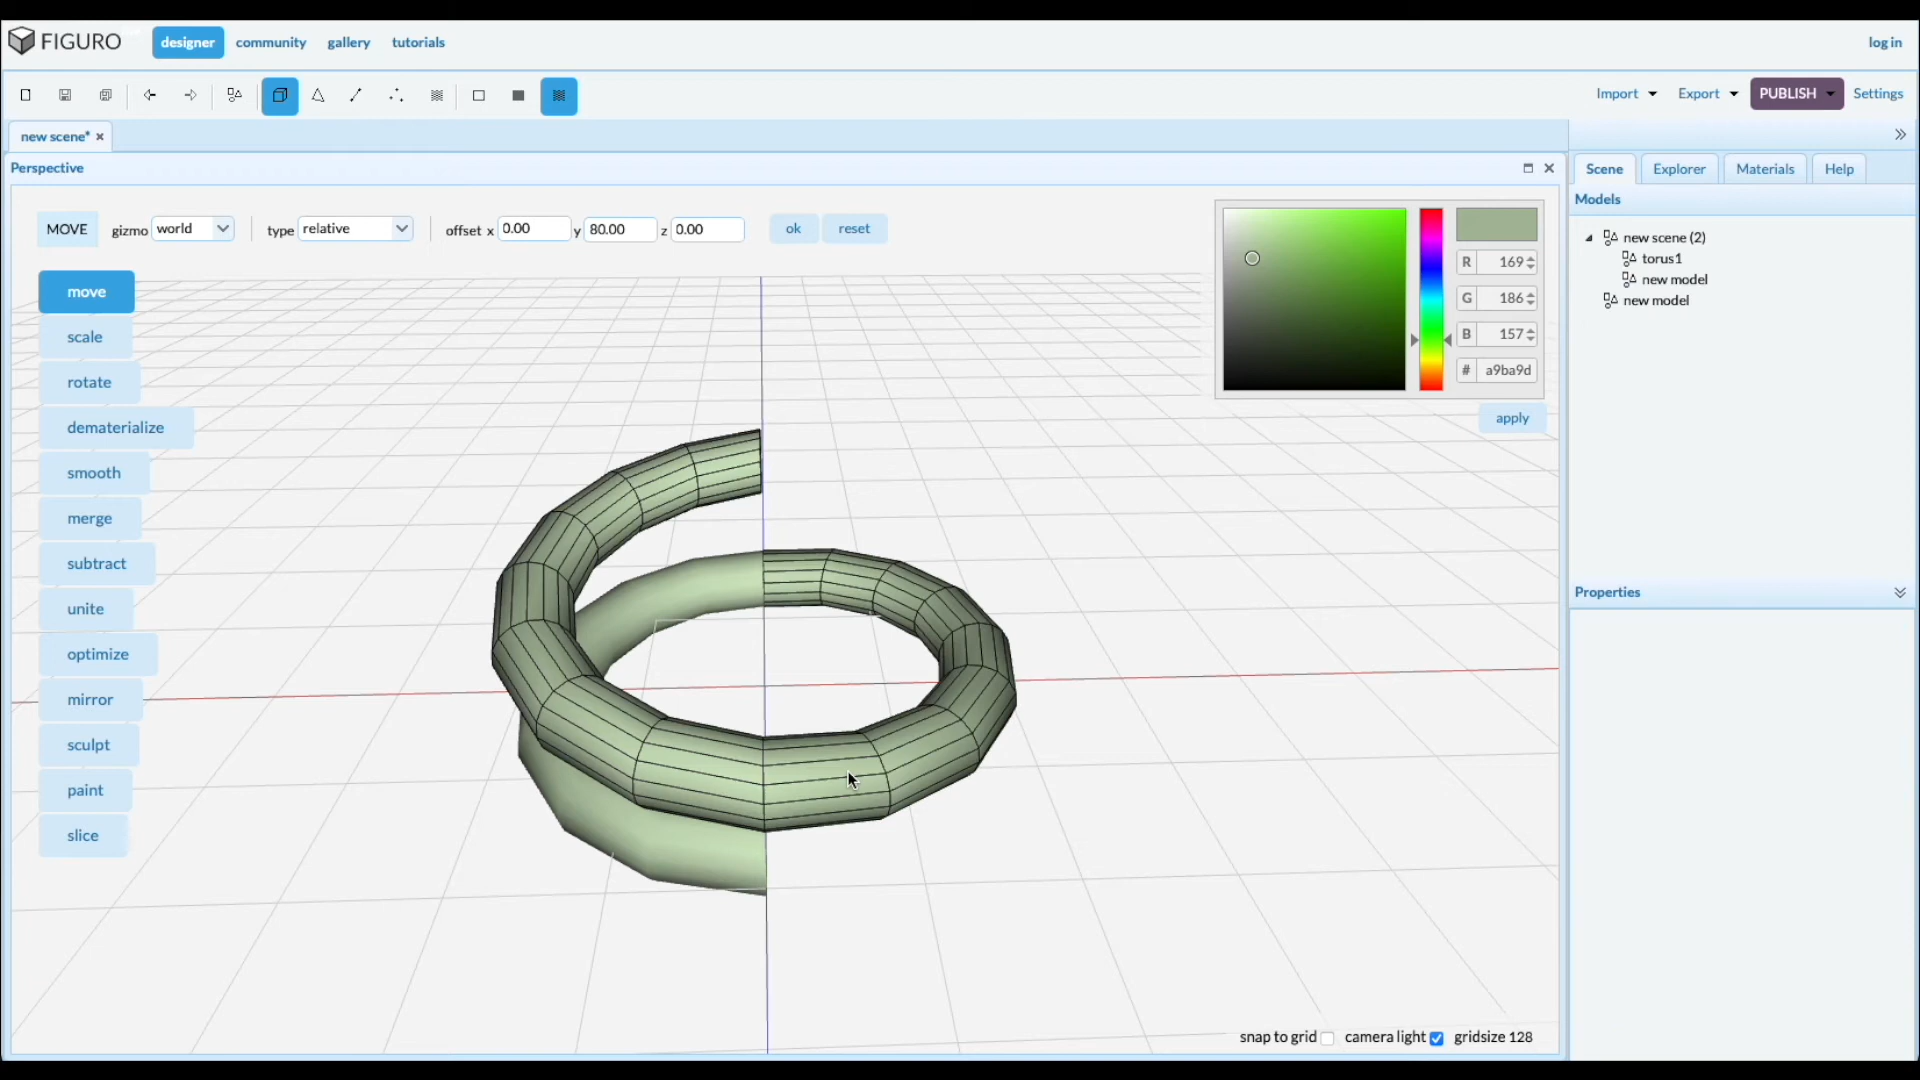 FIGURO designer community gallery tutorials log in
Import Export PUBLISH Settings
new scene*
Perspective
Scene Explorer Materials Help
Models
MOVE gizmo world type relative offset x 0.00 y 80.00 z 0.00 ok reset
new scene (2)
torus1
new model
new model
R 169
G 186
B 157
# a9ba9d
apply
move
scale
rotate
dematerialize
smooth
merge
subtract
unite
optimize
mirror
sculpt
paint
slice
Properties
snap to grid camera light gridsize 128